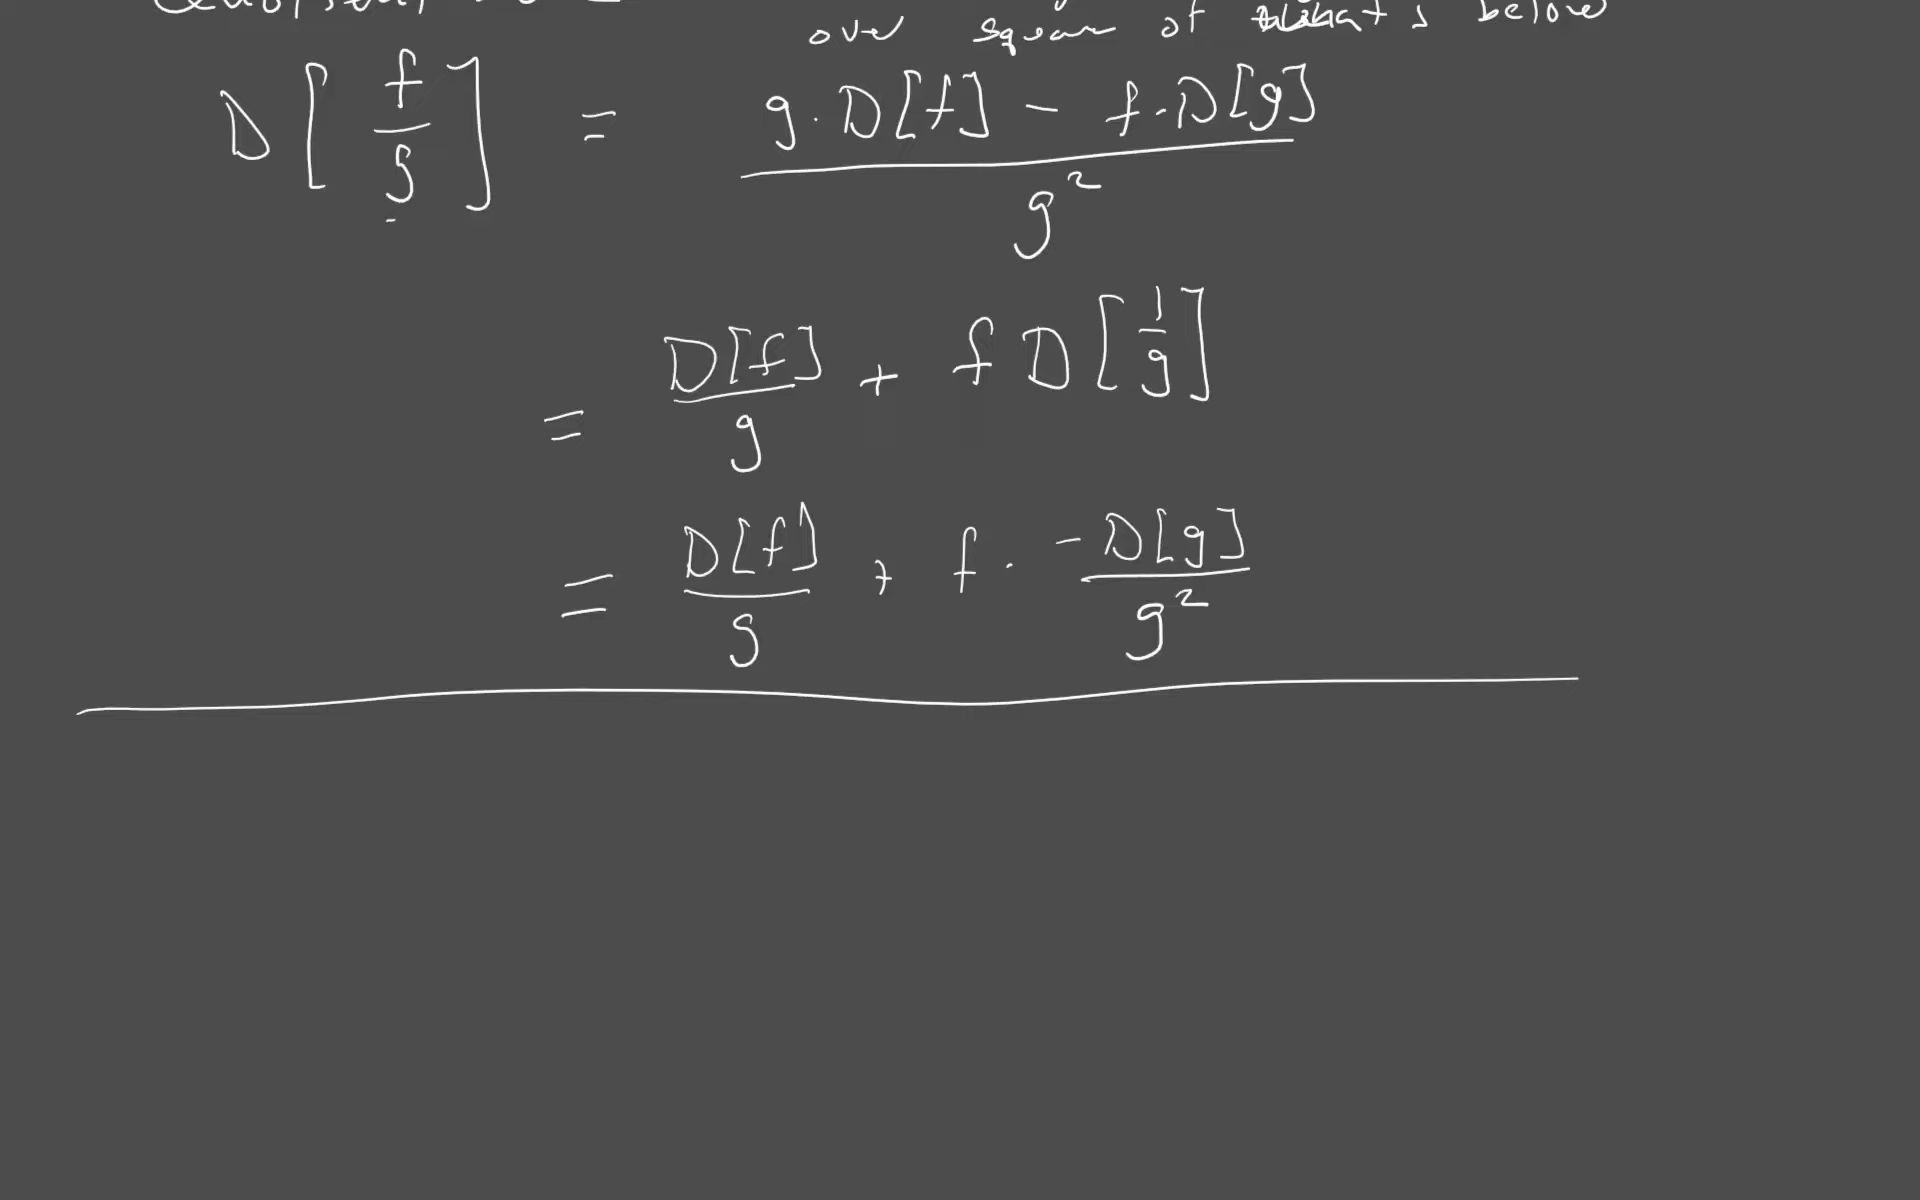 over square of what's below
D[f/g] = (g·D[f] - f·D[g])/g²
= D[f]/g + f D[1/g]
= D[f]/g + f · -D[g]/g²